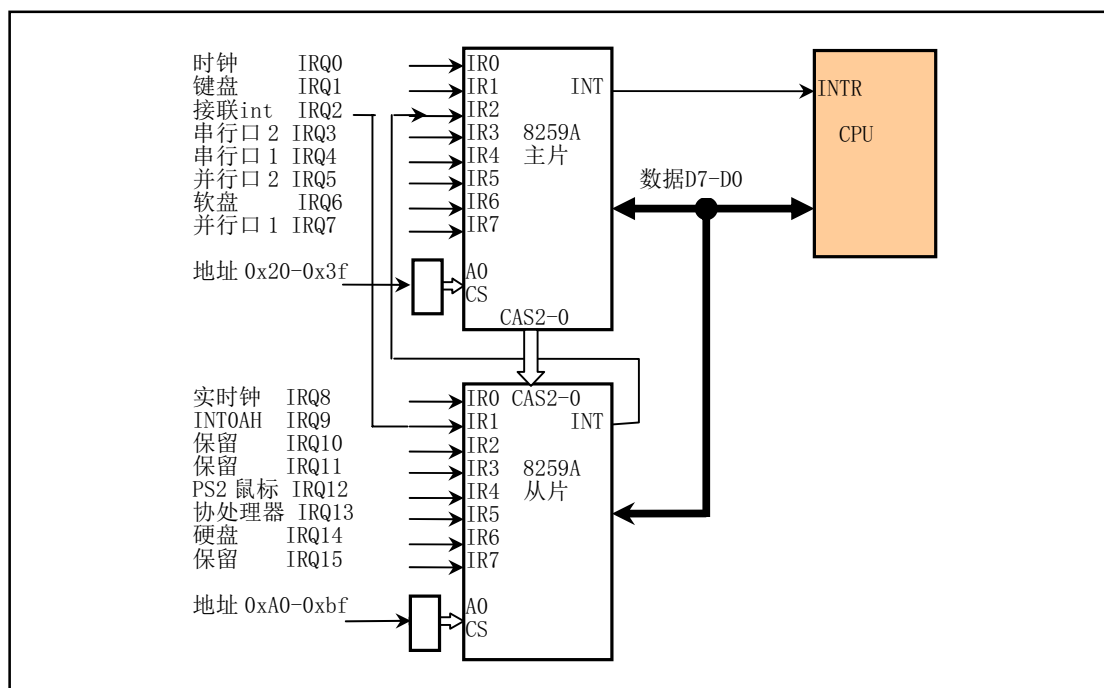 时钟 IRQ0
键盘 IRQ1
接联int IRQ2
串行口 2 IRQ3
串行口 1 IRQ4
并行口 2 IRQ5
软盘 IRQ6
并行口 1 IRQ7
地址 0x20-0x3f
IR0
IR1
IR2
IR3
IR4
IR5
IR6
IR7
A0
CS
INT
8259A
主片
CAS2-0
INTR
CPU
数据D7-D0
实时钟 IRQ8
INT0AH IRQ9
保留 IRQ10
保留 IRQ11
PS2 鼠标 IRQ12
协处理器 IRQ13
硬盘 IRQ14
保留 IRQ15
地址 0xA0-0xbf
IR0 CAS2-0
IR1
IR2
IR3
IR4
IR5
IR6
IR7
A0
CS
INT
8259A
从片